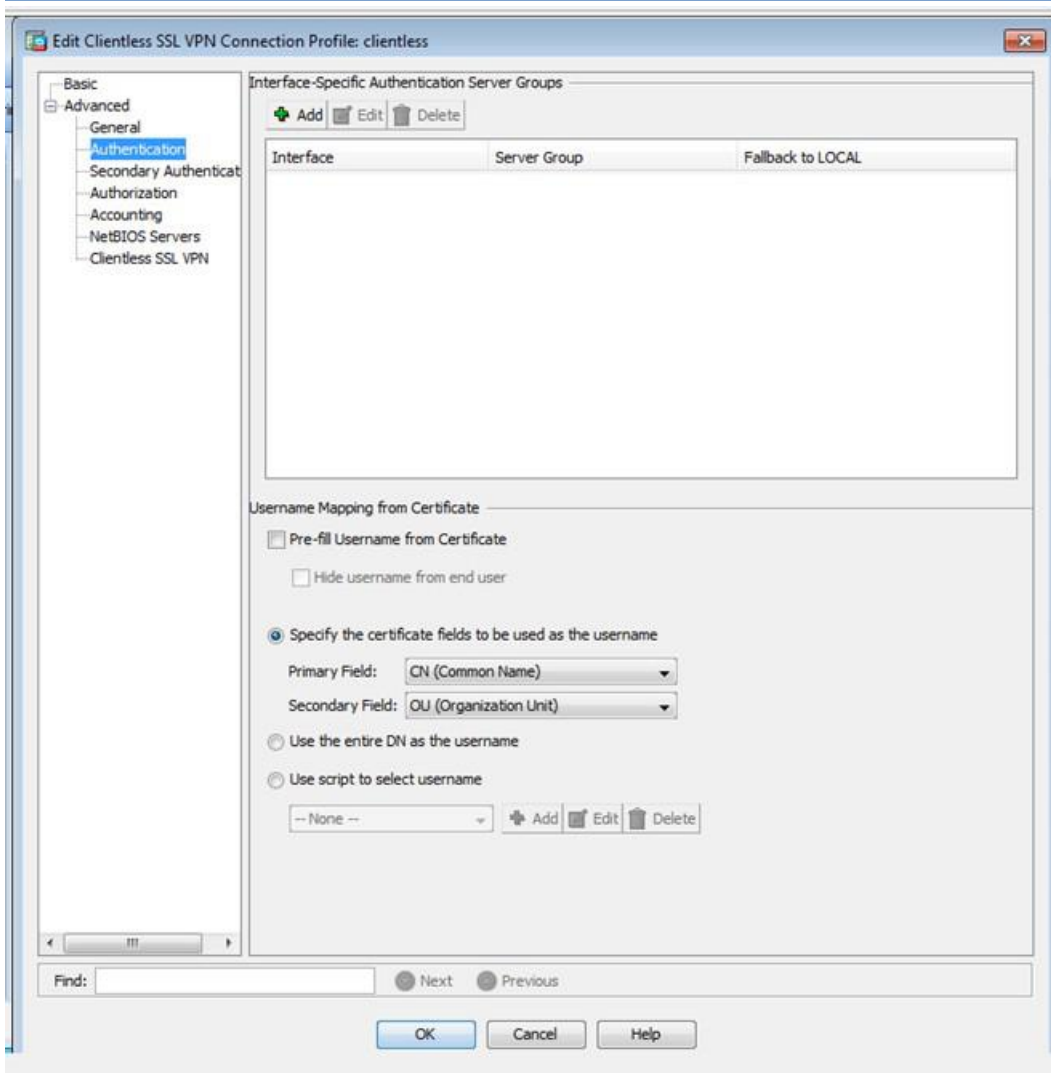 Edit Clientless SSL VPN Connection Profile: clientless
Basic
Advanced
General
Authentication
Secondary Authenticat
Authorization
Accounting
NetBIOS Servers
Clientless SSL VPN
Interface-Specific Authentication Server Groups
Add Edit Delete
Interface Server Group Fallback to LOCAL
Username Mapping from Certificate
Pre-fill Username from Certificate
Hide username from end user
Specify the certificate fields to be used as the username
Primary Field: CN (Common Name)
Secondary Field: OU (Organization Unit)
Use the entire DN as the username
Use script to select username
-- None -- Add Edit Delete
Find: Next Previous
OK Cancel Help